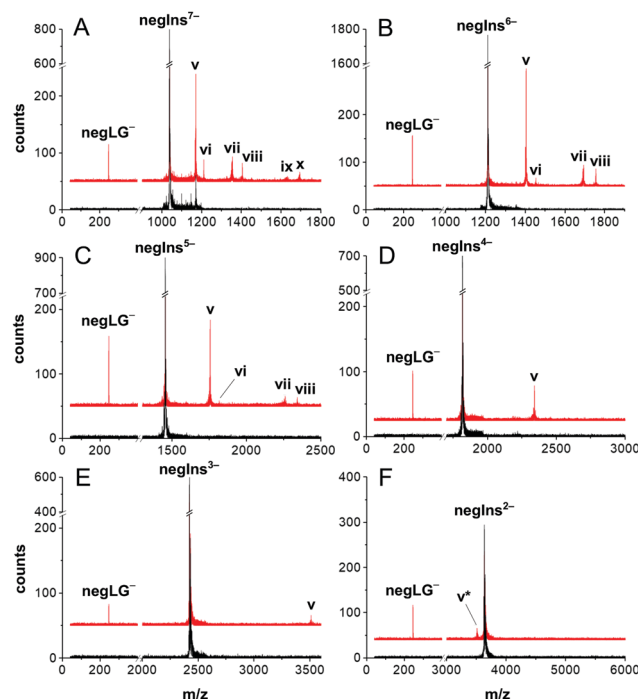 A
negIns7–
800
600
200
100
0
counts
negLG–
v
vi
vii
viii
ix
x
0 200 1000 1200 1400 1600 1800
B
negIns6–
1800
1600
200
100
0
negLG–
v
vi
vii
viii
0 200 1000 1200 1400 1600 1800
C
negIns5–
900
700
200
100
0
counts
negLG–
v
vi
vii
viii
0 200 1500 2000 2500
D
negIns4–
700
500
200
100
0
negLG–
v
0 200 2000 2500 3000
E
negIns3–
600
400
200
100
0
counts
negLG–
v
0 200 2000 2500 3000 3500
m/z
F
negIns2–
400
300
200
100
0
negLG–
v*
0 200 3000 4000 5000 6000
m/z